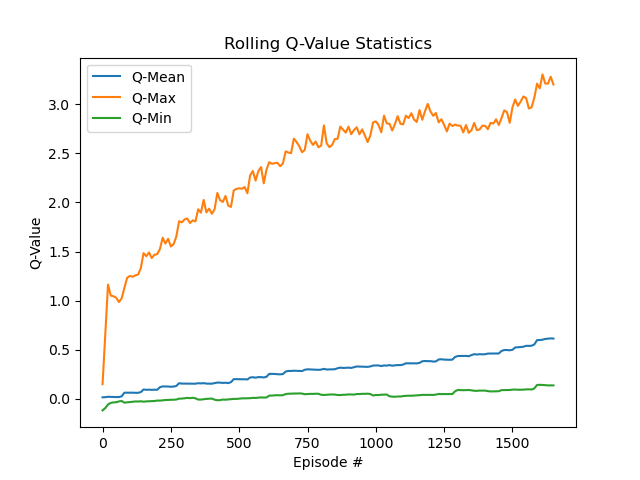 Rolling Q-Value Statistics
Q-Mean
Q-Max
Q-Min
Q-Value
3.0
2.5
2.0
1.5
1.0
0.5
0.0
0 250 500 750 1000 1250 1500
Episode #